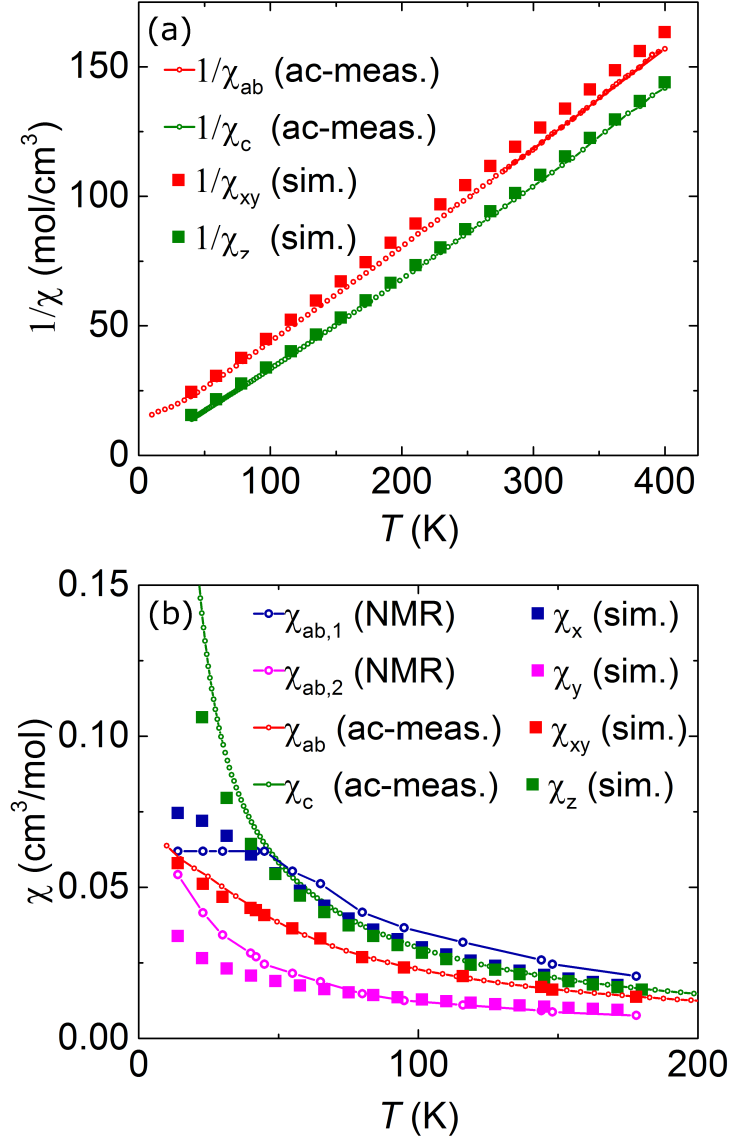 (a)
150
1/χab (ac-meas.)
1/χc (ac-meas.)
100
1/χxy (sim.)
1/χz (sim.)
50
0
1/χ (mol/cm³)
0 100 200 300 400
T (K)
0.15
(b)
χab,1 (NMR) χx (sim.)
χab,2 (NMR) χy (sim.)
0.10
χab (ac-meas.) χxy (sim.)
χc (ac-meas.) χz (sim.)
0.05
0.00
χ (cm³/mol)
0 100 200
T (K)